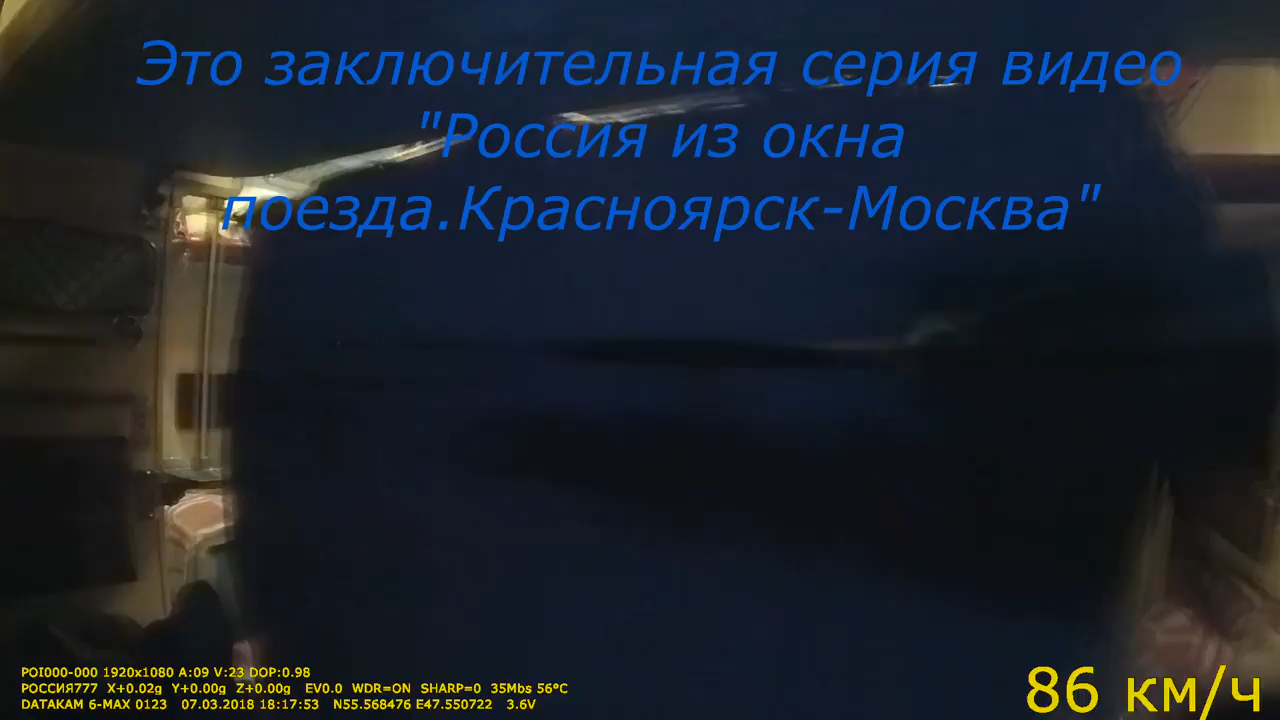 Это заключительная серия видео
"Россия из окна
поезда.Красноярск-Москва"
POI000-000 1920x1080 A:09 V:23 DOP:0.98
РОССИЯ777 X+0.02g Y+0.00g Z+0.00g EV0.0 WDR=ON SHARP=0 35Mbs 56°C
DATAKAM 6-MAX 0123 07.03.2018 18:17:53 N55.568476 E47.550722 3.6V
86 км/ч